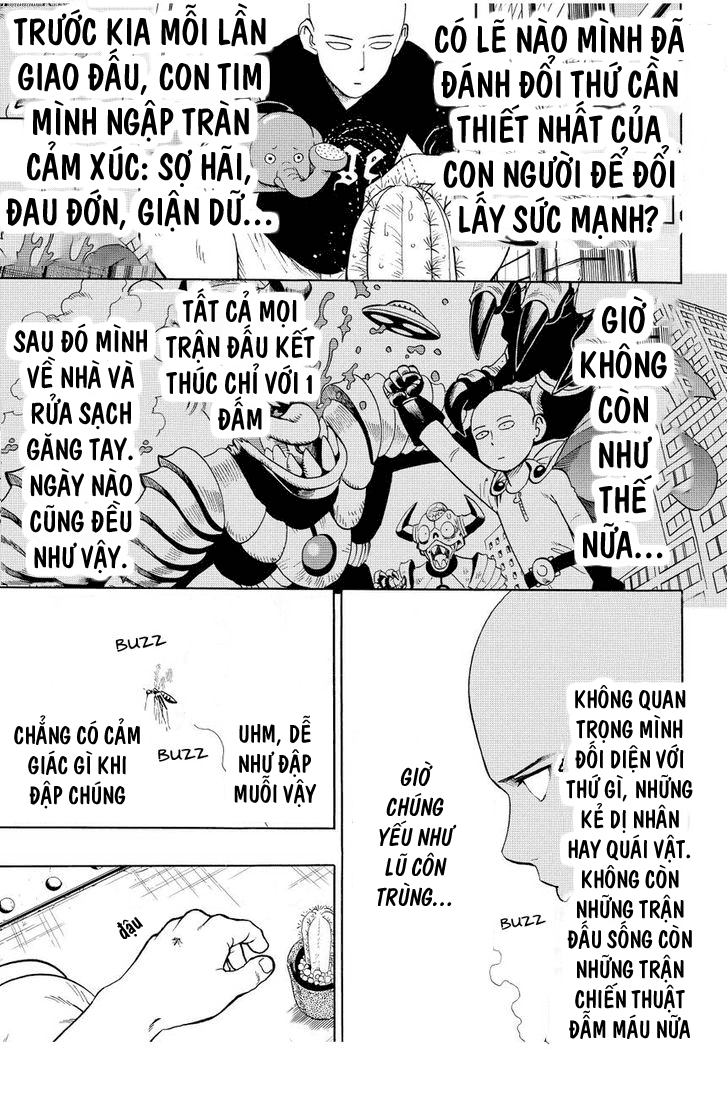 CÓ LẼ NÀO MÌNH ĐÃ
ĐÁNH ĐỔI THỨ CẦN
THIẾT NHẤT CỦA
CON NGƯỜI ĐỂ ĐỔI
LẤY SỨC MẠNH?
TRƯỚC KIA MỖI LẦN
GIAO ĐẤU, CON TIM
MÌNH NGẬP TRÀN
CẢM XÚC: SỢ HÃI,
ĐAU ĐỚN, GIẬN DỮ...
GIỜ
KHÔNG
CÒN
NHƯ
THẾ
NỮA...
TẤT CẢ MỌI
TRẬN ĐẤU KẾT
THÚC CHỈ VỚI 1
ĐẤM
SAU ĐÓ MÌNH
VỀ NHÀ VÀ
RỬA SẠCH
GĂNG TAY.
NGÀY NÀO
CŨNG ĐỀU
NHƯ VẬY.
KHÔNG QUAN
TRỌNG MÌNH
ĐỐI DIỆN VỚI
THỨ GÌ, NHỮNG
KẺ DỊ NHÂN
HAY QUÁI VẬT.
KHÔNG CÒN
NHỮNG TRẬN
ĐẤU SỐNG CÒN
NHỮNG TRẬN
CHIẾN THUẬT
ĐẪM MÁU NỮA
GIỜ
CHÚNG
YẾU NHƯ
LŨ CÔN
TRÙNG...
BUZZ
BUZZ
BUZZ
UHM, DỄ
NHƯ ĐẬP
MUỖI VẬY
CHẲNG CÓ CẢM
GIÁC GÌ KHI
ĐẬP CHÚNG
đậu